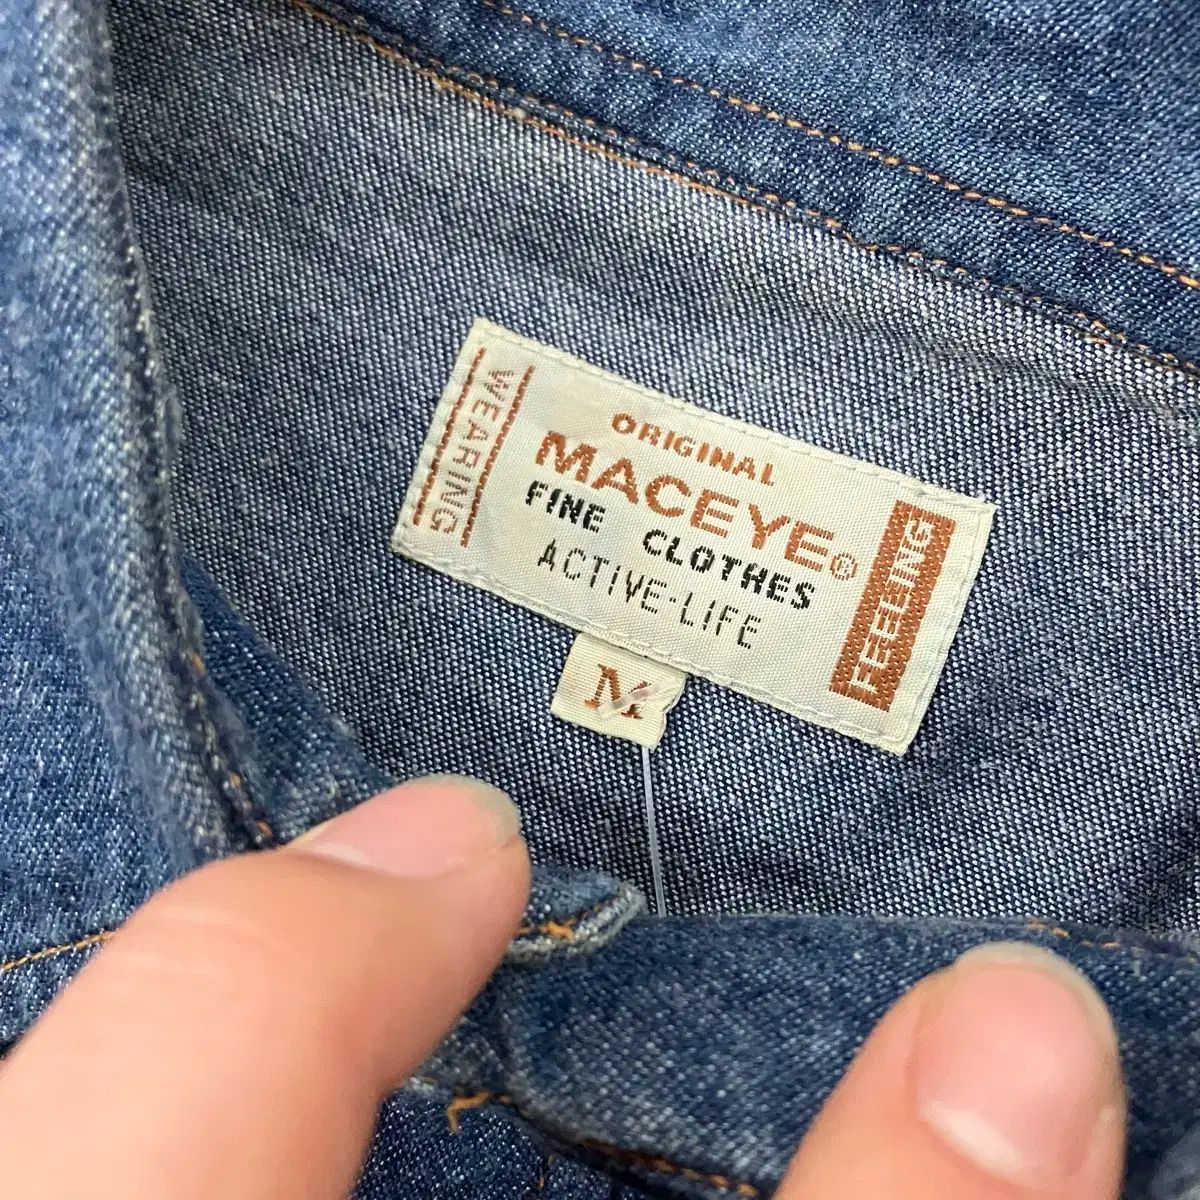 WEARING
ORIGINAL
MACEYE®
FINE CLOTHES
ACTIVE-LIFE
FEELING
M